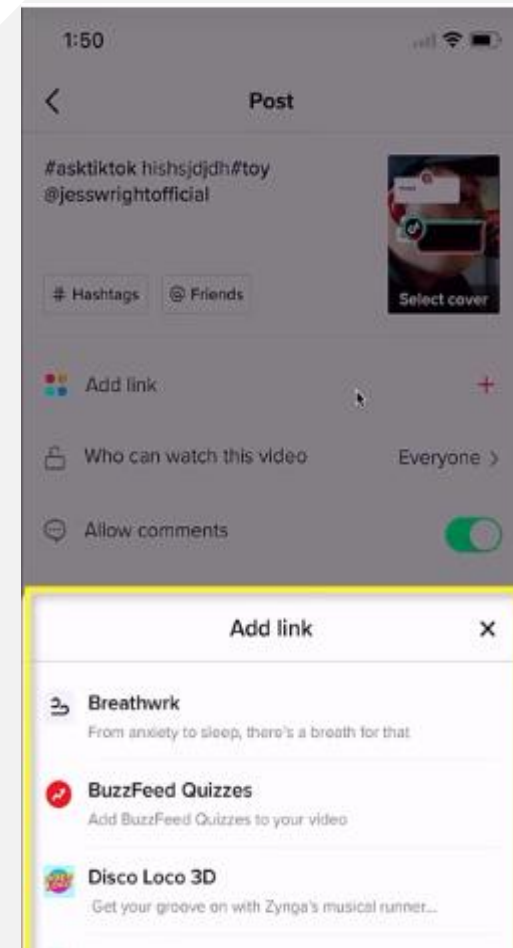 1:50
Post
#asktiktok hishsjdjdh#toy
@jesswrightofficial
# Hashtags @ Friends
Select cover
Add link +
Who can watch this video Everyone >
Allow comments
Add link ×
Breathwrk
From anxiety to sleep, there's a breath for that
BuzzFeed Quizzes
Add BuzzFeed Quizzes to your video
Disco Loco 3D
Get your groove on with Zynga's musical runner...